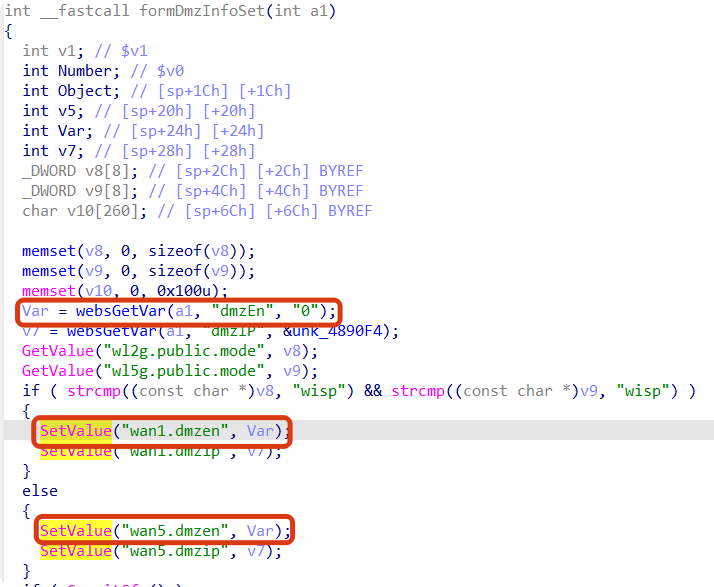 int __fastcall formDmzInfoSet(int a1)
{
int v1; // $v1
int Number; // $v0
int Object; // [sp+1Ch] [+1Ch]
int v5; // [sp+20h] [+20h]
int Var; // [sp+24h] [+24h]
int v7; // [sp+28h] [+28h]
_DWORD v8[8]; // [sp+2Ch] [+2Ch] BYREF
_DWORD v9[8]; // [sp+4Ch] [+4Ch] BYREF
char v10[260]; // [sp+6Ch] [+6Ch] BYREF
memset(v8, 0, sizeof(v8));
memset(v9, 0, sizeof(v9));
memset(v10, 0, 0x100u);
Var = websGetVar(a1, "dmzEn", "0");
v7 = websGetVar(a1, "dmzIP", &unk_4890F4);
GetValue("wl2g.public.mode", v8);
GetValue("wl5g.public.mode", v9);
if ( strcmp((const char *)v8, "wisp") && strcmp((const char *)v9, "wisp") )
{
SetValue("wan1.dmzen", Var);
SetValue("wan1.dmzip", v7);
}
else
{
SetValue("wan5.dmzen", Var);
SetValue("wan5.dmzip", v7);
}